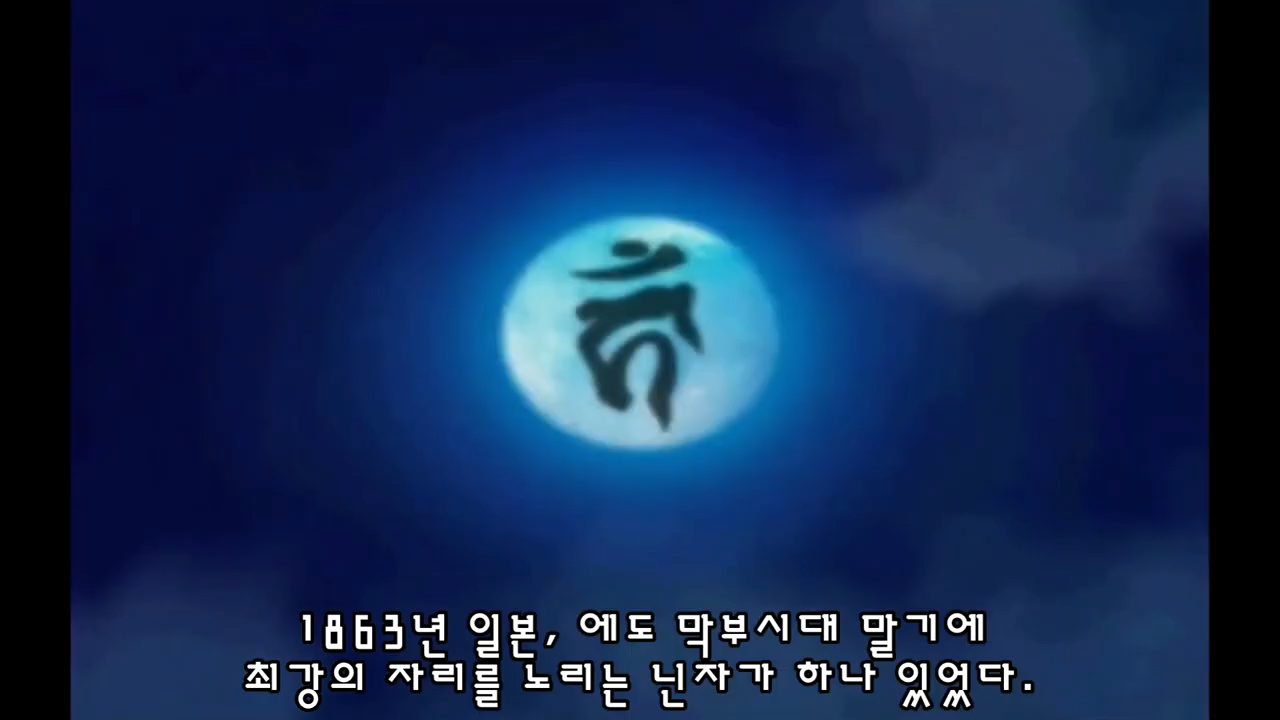 1863년 일본, 에도 막부시대 말기에
최강의 자리를 노리는 닌자가 하나 있었다.